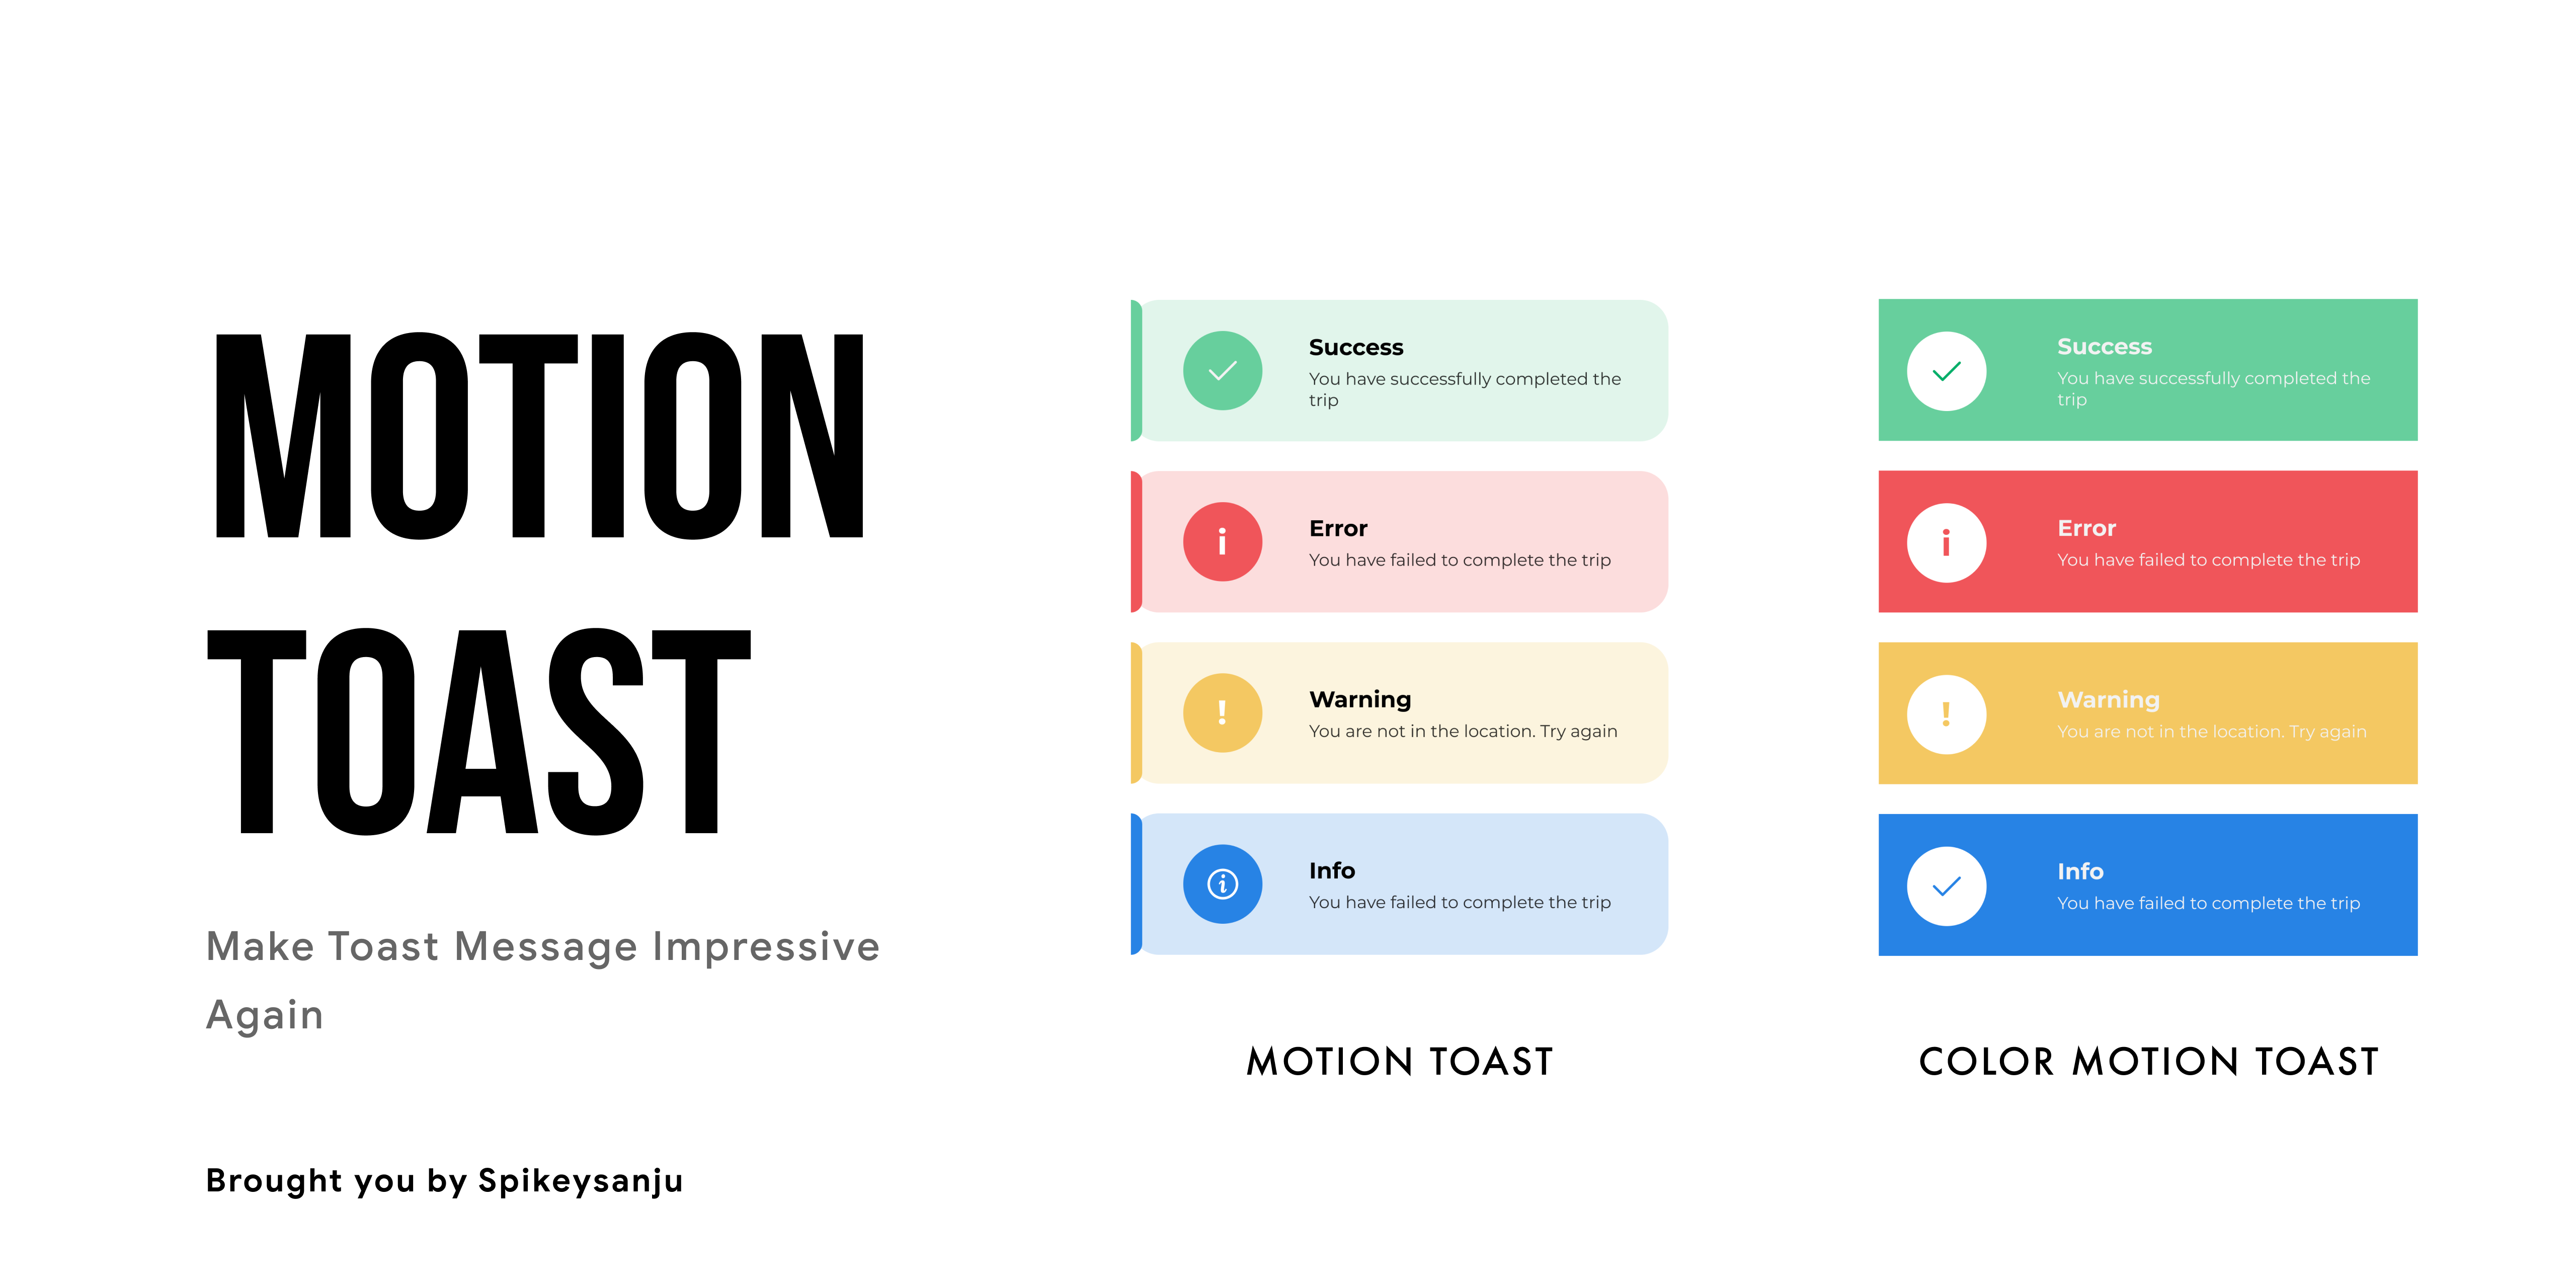 MOTION
TOAST
Make Toast Message Impressive
Again
Brought you by Spikeysanju
Success
You have successfully completed the
trip
Error
You have failed to complete the trip
Warning
You are not in the location. Try again
Info
You have failed to complete the trip
MOTION TOAST
Success
You have successfully completed the
trip
Error
You have failed to complete the trip
Warning
You are not in the location. Try again
Info
You have failed to complete the trip
COLOR MOTION TOAST